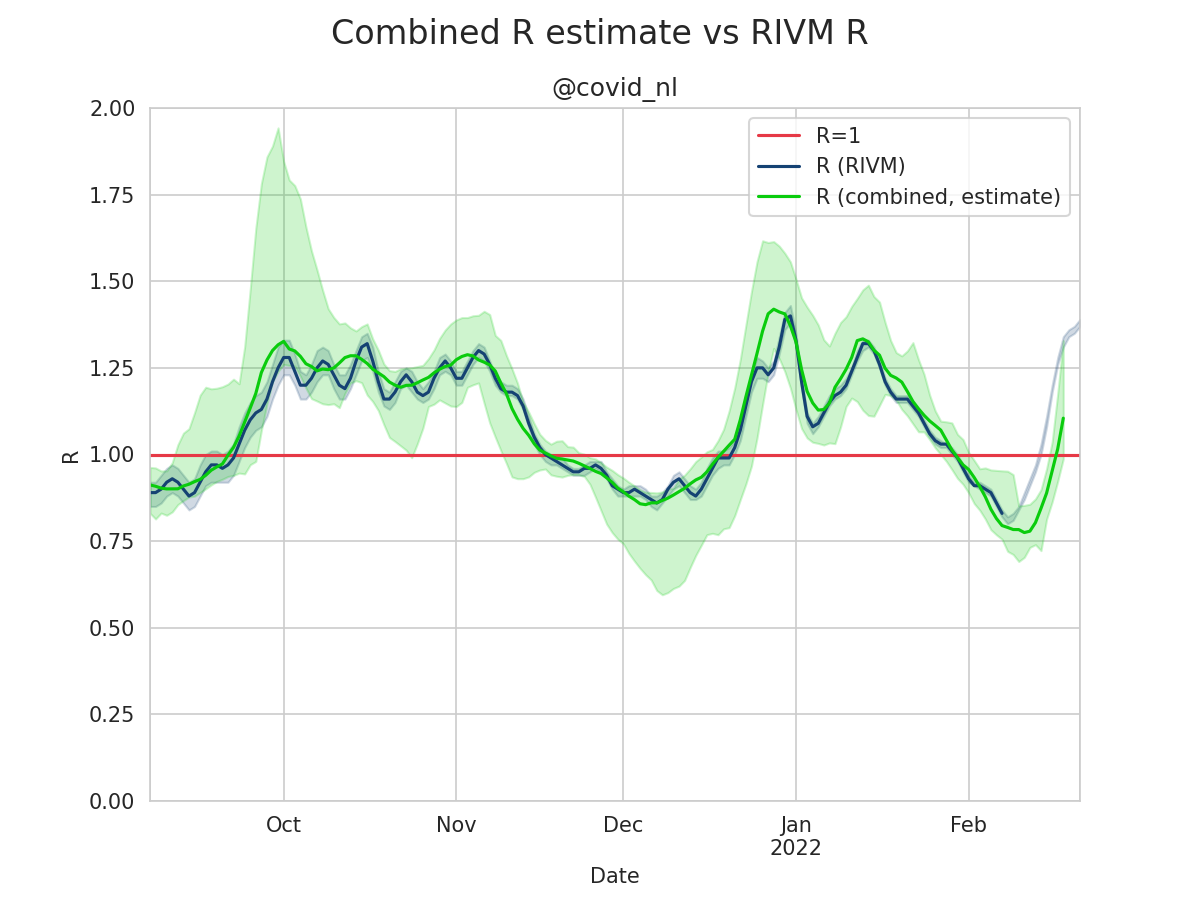 Combined R estimate vs RIVM R
@covid_nl
R=1
R (RIVM)
R (combined, estimate)
2.00
1.75
1.50
1.25
1.00
0.75
0.50
0.25
0.00
R
Oct
Nov
Dec
Jan
2022
Feb
Date